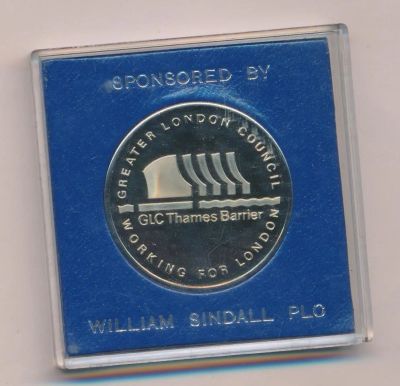 SPONSORED BY
GREATER LONDON COUNCIL
GLC Thames Barrier
WORKING FOR LONDON
WILLIAM SINDALL PLC